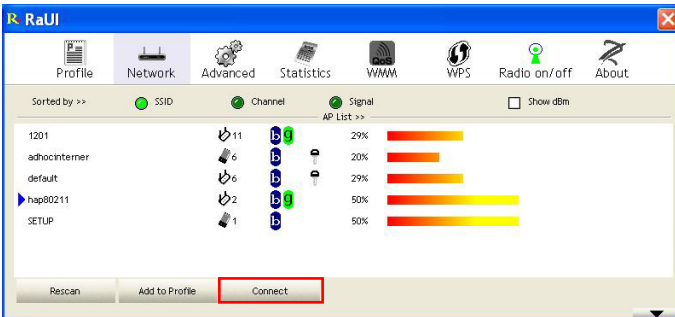 R RaUI
Profile Network Advanced Statistics QoS WMM WPS Radio on/off About
Sorted by >> SSID Channel Signal Show dBm
AP List >>
1201 11 b g 29%
adhocinterner 6 b 20%
default 6 b 29%
hap80211 2 b g 50%
SETUP 1 b 50%
Rescan Add to Profile Connect